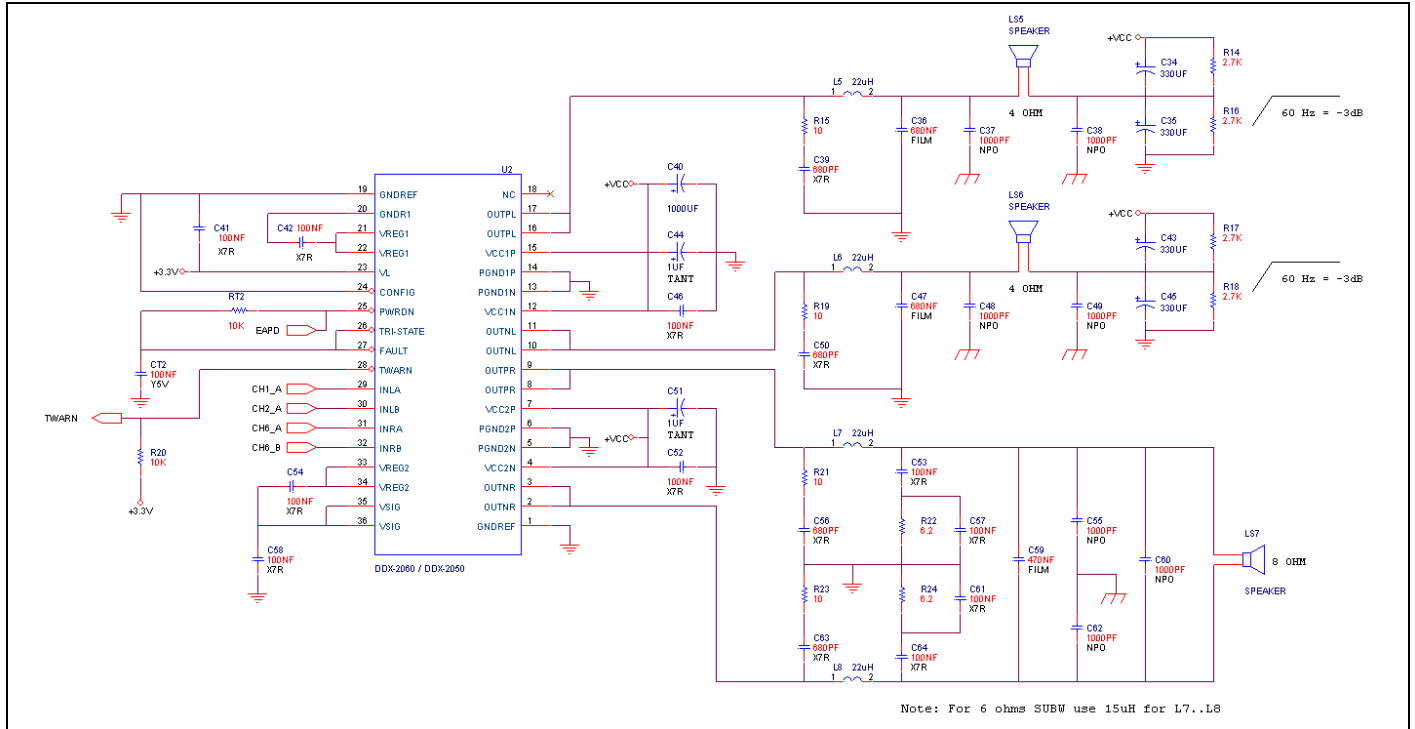 LS5
SPEAKER
+VCC
C34
330UF
R14
2.7K
L5 22uH
1 2
R15
10
C36
680NF
FILM
4 OHM
C37
1000PF
NPO
C38
1000PF
NPO
C35
330UF
R16
2.7K
60 Hz = -3dB
C39
680PF
X7R
U2
19 GNDREF
20 GNDR1
21 VREG1
22 VREG1
23 VL
24 CONFIG
25 PWRDN
26 TRI-STATE
27 FAULT
28 TWARN
29 INLA
30 INLB
31 INRA
32 INRB
33 VREG2
34 VREG2
35 VSIG
36 VSIG
NC 18
OUTPL 17
OUTPL 16
VCC1P 15
PGND1P 14
PGND1N 13
VCC1N 12
OUTNL 11
OUTNL 10
OUTPR 9
OUTPR 8
VCC2P 7
PGND2P 6
PGND2N 5
VCC2N 4
OUTNR 3
OUTNR 2
GNDREF 1
DDX-2060 / DDX-2050
C41
100NF
X7R
C42 100NF
X7R
+3.3V
RT2
10K
EAPD
CT2
100NF
Y5V
CH1_A
CH2_A
CH6_A
CH6_B
TWARN
R20
10K
+3.3V
C54
100NF
X7R
C58
100NF
X7R
C40
+VCC
1000UF
C44
1UF
TANT
C46
100NF
X7R
C51
1UF
TANT
+VCC
C52
100NF
X7R
LS6
SPEAKER
+VCC
C43
330UF
R17
2.7K
L6 22uH
1 2
R19
10
C47
680NF
FILM
4 OHM
C48
1000PF
NPO
C49
1000PF
NPO
C45
330UF
R18
2.7K
60 Hz = -3dB
C50
680PF
X7R
L7 22uH
1 2
R21
10
C53
100NF
X7R
C56
680PF
X7R
R22
6.2
C57
100NF
X7R
C59
470NF
FILM
C55
1000PF
NPO
C60
1000PF
NPO
LS7
8 OHM
SPEAKER
R23
10
R24
6.2
C61
100NF
X7R
C62
1000PF
NPO
C63
680PF
X7R
C64
100NF
X7R
L8 22uH
1 2
Note: For 6 ohms SUBW use 15uH for L7..L8